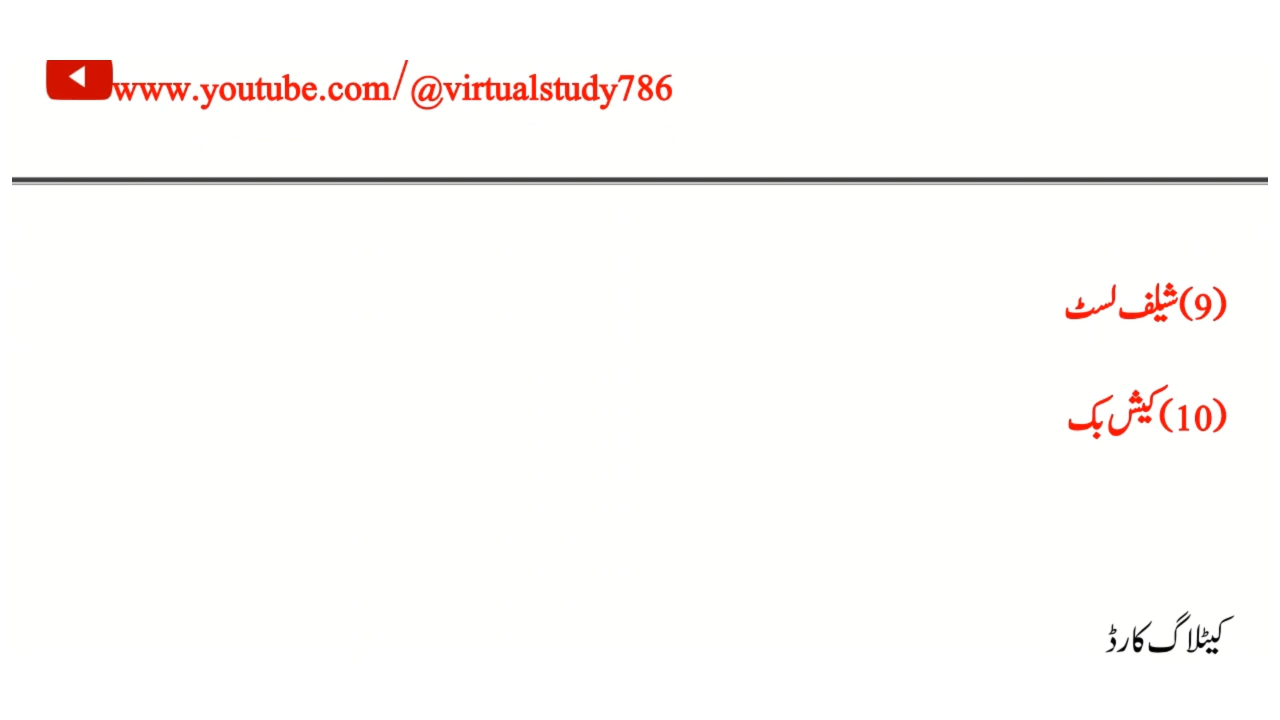 www.youtube.com/@virtualstudy786
(9) شیلف لسٹ
(10) کیش بک
کیٹلاگ کارڈ